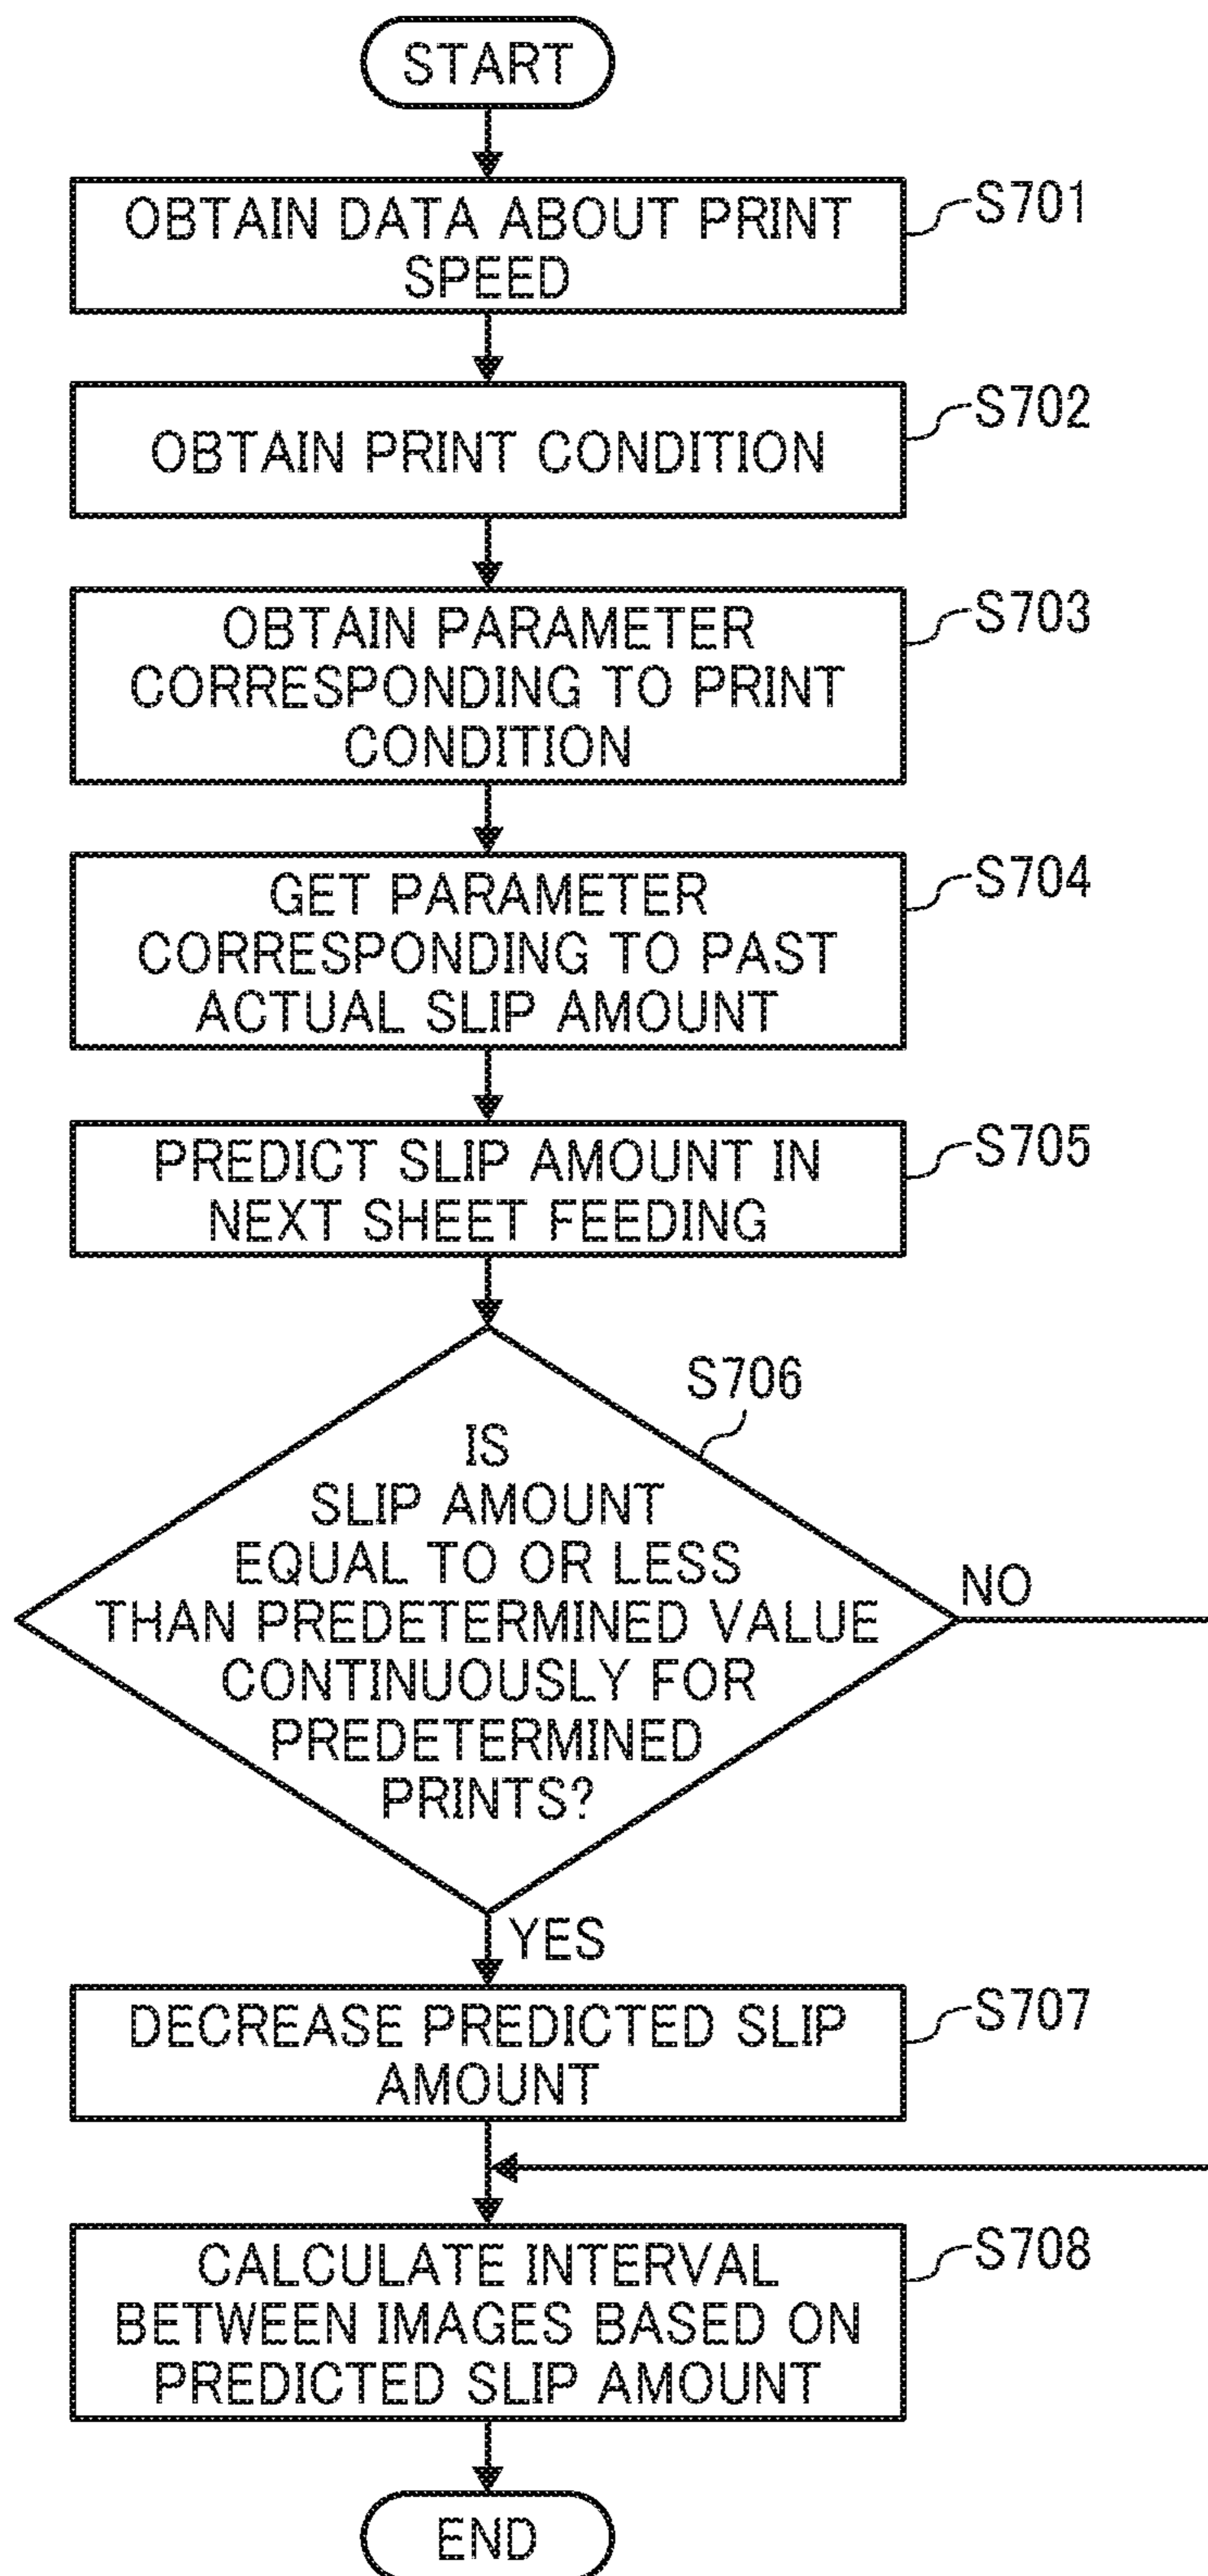 START
OBTAIN DATA ABOUT PRINT
SPEED
S701
OBTAIN PRINT CONDITION
S702
OBTAIN PARAMETER
CORRESPONDING TO PRINT
CONDITION
S703
GET PARAMETER
CORRESPONDING TO PAST
ACTUAL SLIP AMOUNT
S704
PREDICT SLIP AMOUNT IN
NEXT SHEET FEEDING
S705
S706
IS
SLIP AMOUNT
EQUAL TO OR LESS
THAN PREDETERMINED VALUE
CONTINUOUSLY FOR
PREDETERMINED
PRINTS?
NO
YES
DECREASE PREDICTED SLIP
AMOUNT
S707
CALCULATE INTERVAL
BETWEEN IMAGES BASED ON
PREDICTED SLIP AMOUNT
S708
END